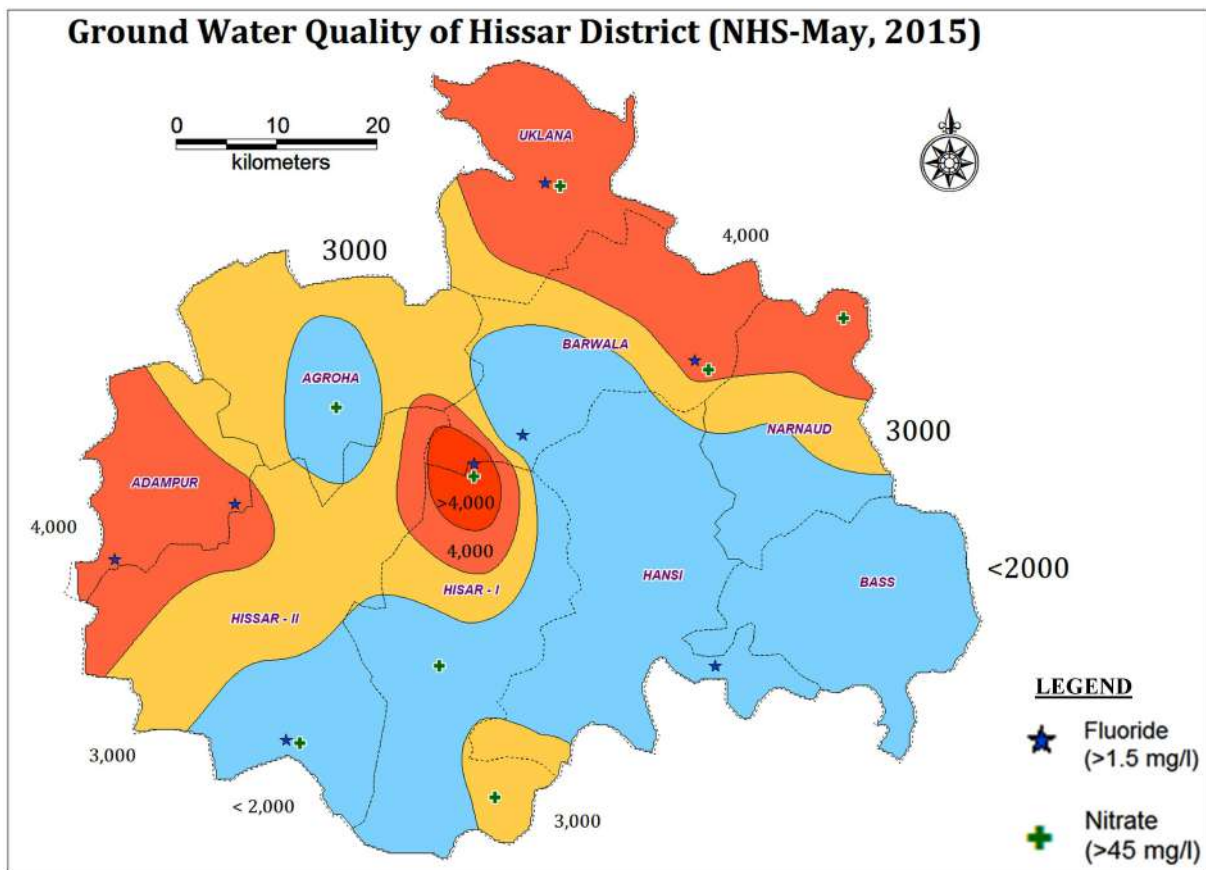 Ground Water Quality of Hissar District (NHS-May, 2015)
0 10 20
kilometers
UKLANA
4,000
3000
BARWALA
AGROHA
NARNAUD
3000
ADAMPUR
>4,000
4,000
4,000
<2000
HANSI
BASS
HISAR - I
HISSAR - II
LEGEND
Fluoride
(>1.5 mg/l)
3,000
< 2,000
3,000
Nitrate
(>45 mg/l)